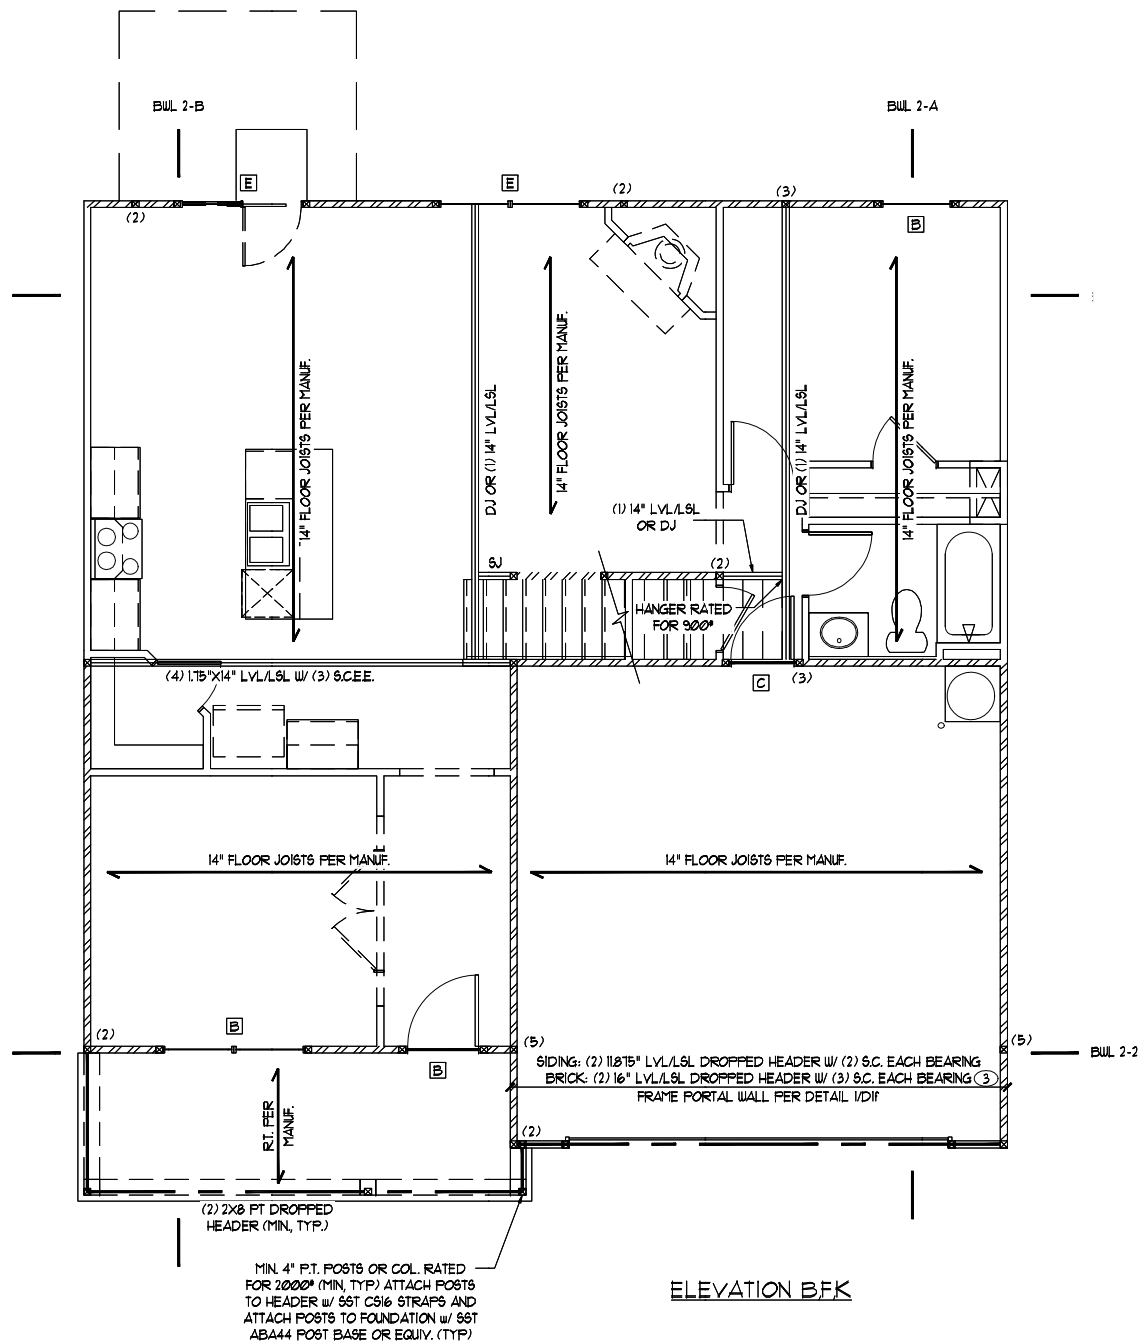 BWL 2-B
BWL 2-A
E
E
(2)
(3)
(2)
B
14" FLOOR JOISTS PER MANUF.
DJ OR (1) 14" LVL/LSL
14" FLOOR JOISTS PER MANUF.
DJ OR (1) 14" LVL/LSL
14" FLOOR JOISTS PER MANUF.
(1) 14" LVL/LSL
OR DJ
SJ
(2)
HANGER RATED
FOR 900#
(4) 1.75"X14" LVL/LSL W/ (3) S.C.E.E.
C
(3)
14" FLOOR JOISTS PER MANUF.
14" FLOOR JOISTS PER MANUF.
(2)
B
B
(5)
(5)
BWL 2-2
SIDING: (2) 11.875" LVL/LSL DROPPED HEADER W/ (2) S.C. EACH BEARING
BRICK: (2) 16" LVL/LSL DROPPED HEADER W/ (3) S.C. EACH BEARING 3
FRAME PORTAL WALL PER DETAIL 1/D1f
R.T. PER
MANUF.
(2)
(2) 2X8 PT DROPPED
HEADER (MIN., TYP.)
MIN. 4" P.T. POSTS OR COL. RATED
FOR 2000# (MIN, TYP) ATTACH POSTS
TO HEADER w/ SST CS16 STRAPS AND
ATTACH POSTS TO FOUNDATION w/ SST
ABA44 POST BASE OR EQUIV. (TYP)
ELEVATION B,F,K